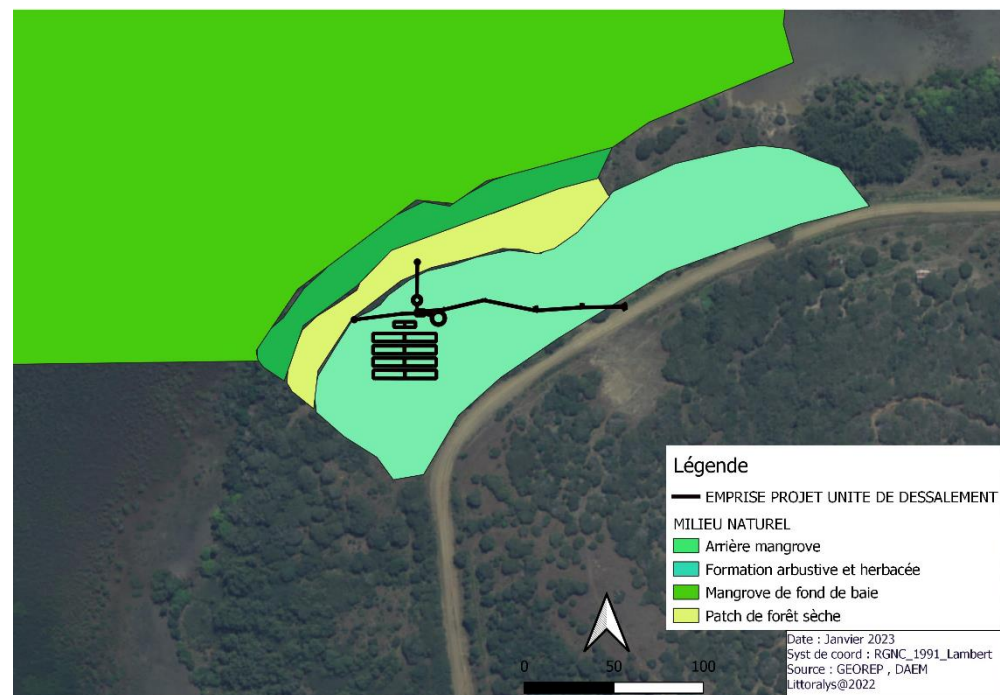 Légende
EMPRISE PROJET UNITE DE DESSALEMENT
MILIEU NATUREL
Arrière mangrove
Formation arbustive et herbacée
Mangrove de fond de baie
Patch de forêt sèche
0 50 100
Date : Janvier 2023
Syst de coord : RGNC_1991_Lambert
Source : GEOREP , DAEM
Littoralys@2022